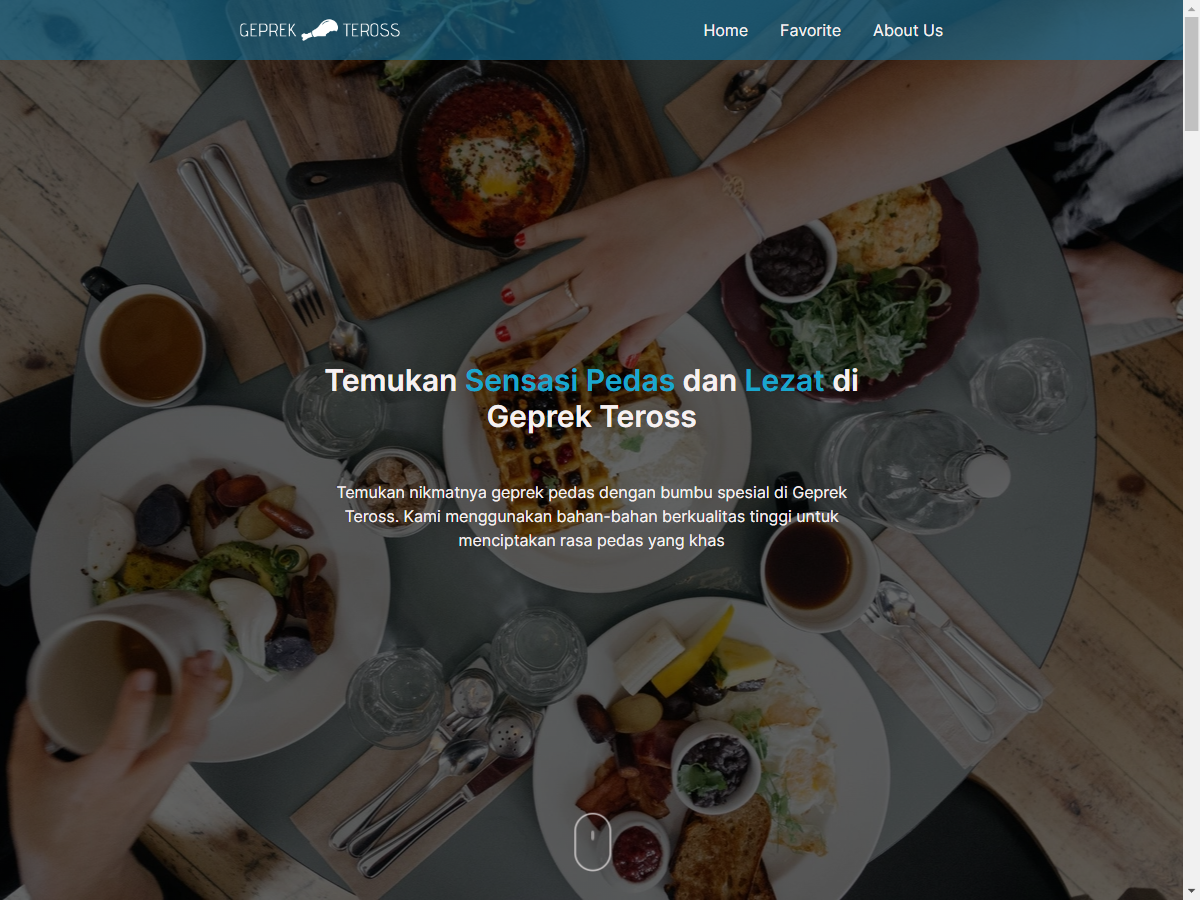 GEPREK TEROSS
Home
Favorite
About Us
Temukan Sensasi Pedas dan Lezat di
Geprek Teross
Temukan nikmatnya geprek pedas dengan bumbu spesial di Geprek
Teross. Kami menggunakan bahan-bahan berkualitas tinggi untuk
menciptakan rasa pedas yang khas